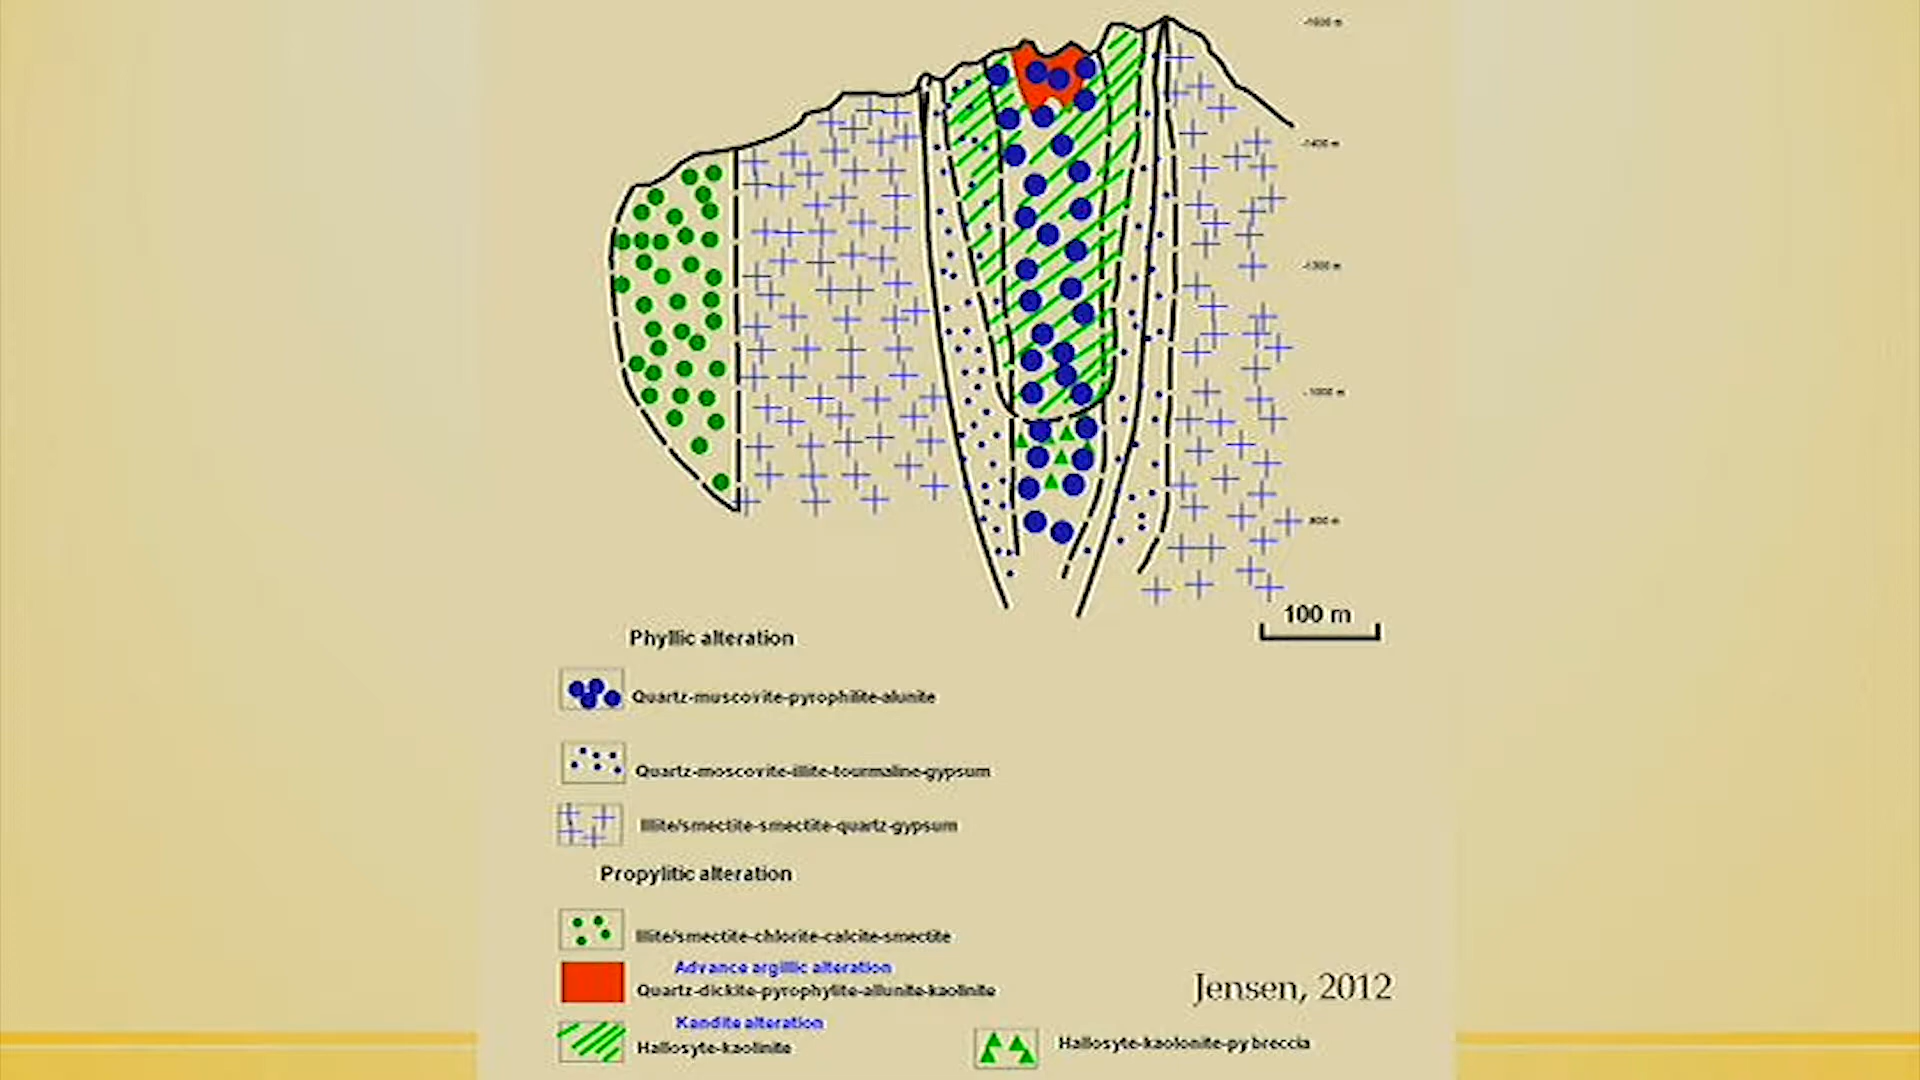 100 m
Phyllic alteration
Quartz-muscovite-pyrophilite-alunite
Quartz-moscovite-illite-tourmaline-gypsum
Illite/smectite-smectite-quartz-gypsum
Propylitic alteration
Illite/smectite-chlorite-calcite-smectite
Advance argillic alteration
Quartz-dickite-pyrophylite-allunite-kaolinite
Jensen, 2012
Kandite alteration
Hallosyte-kaolinite
Hallosyte-kaolonite-py breccia